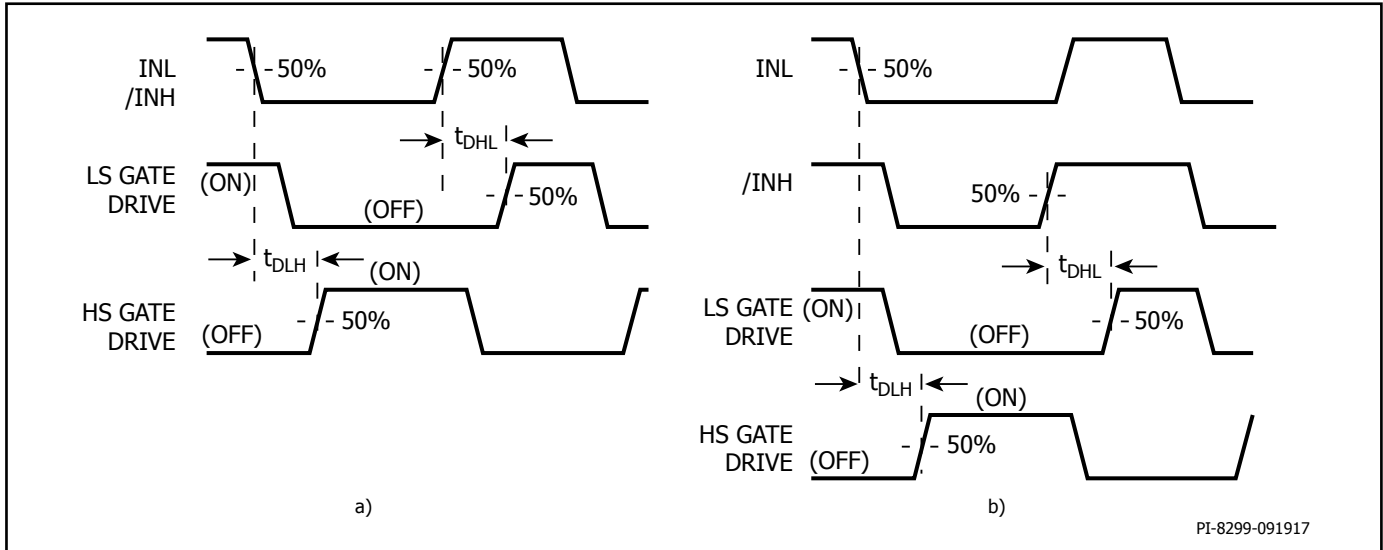 INL
/INH
50%
50%
tDHL
LS GATE
DRIVE
(ON)
(OFF)
50%
tDLH
HS GATE
DRIVE
(OFF)
(ON)
50%
a)
INL
50%
/INH
50%
tDHL
LS GATE
DRIVE
(ON)
(OFF)
50%
tDLH
HS GATE
DRIVE
(OFF)
(ON)
50%
b)
PI-8299-091917